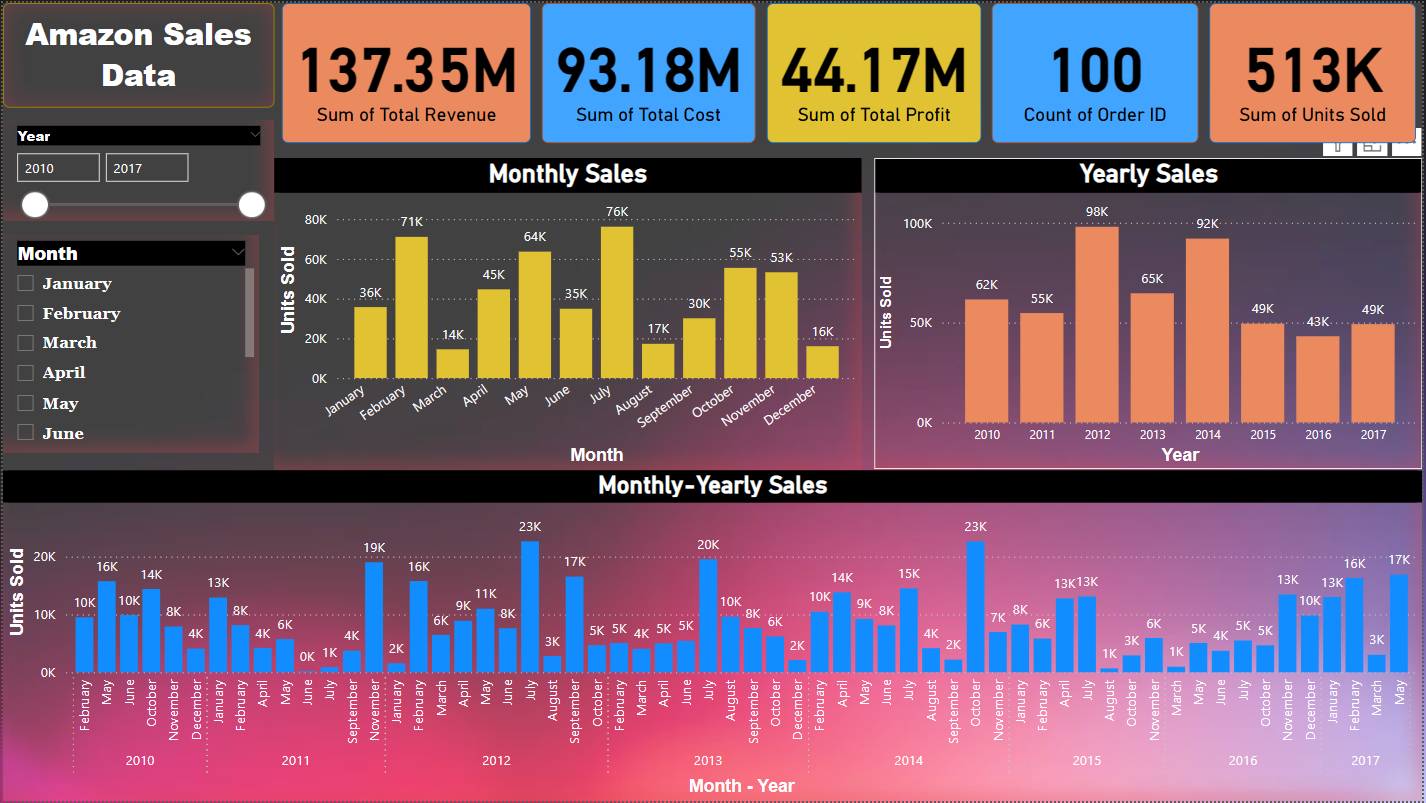 Amazon Sales
Data
137.35M
Sum of Total Revenue
93.18M
Sum of Total Cost
44.17M
Sum of Total Profit
100
Count of Order ID
513K
Sum of Units Sold
Year
2010
2017
Month
January
February
March
April
May
June
Monthly Sales
Units Sold
80K
60K
40K
20K
0K
36K
71K
14K
45K
64K
35K
76K
17K
30K
55K
53K
16K
January
February
March
April
May
June
July
August
September
October
November
December
Month
Yearly Sales
Units Sold
100K
50K
0K
62K
55K
98K
65K
92K
49K
43K
49K
2010
2011
2012
2013
2014
2015
2016
2017
Year
Monthly-Yearly Sales
Units Sold
20K
10K
0K
10K
16K
10K
14K
8K
4K
13K
8K
4K
6K
0K
1K
4K
19K
2K
16K
6K
9K
11K
8K
23K
3K
17K
5K
5K
4K
5K
5K
20K
10K
8K
6K
2K
10K
14K
9K
8K
15K
4K
2K
23K
7K
8K
6K
13K
13K
1K
3K
6K
1K
5K
4K
5K
5K
13K
10K
13K
16K
3K
17K
February
May
June
October
November
December
January
February
April
May
June
July
September
November
January
February
March
April
May
June
July
August
September
October
February
March
April
June
July
August
September
October
December
February
April
May
June
July
August
September
October
November
January
February
April
July
August
October
November
March
May
June
July
October
November
December
January
February
March
May
2010
2011
2012
2013
2014
2015
2016
2017
Month - Year